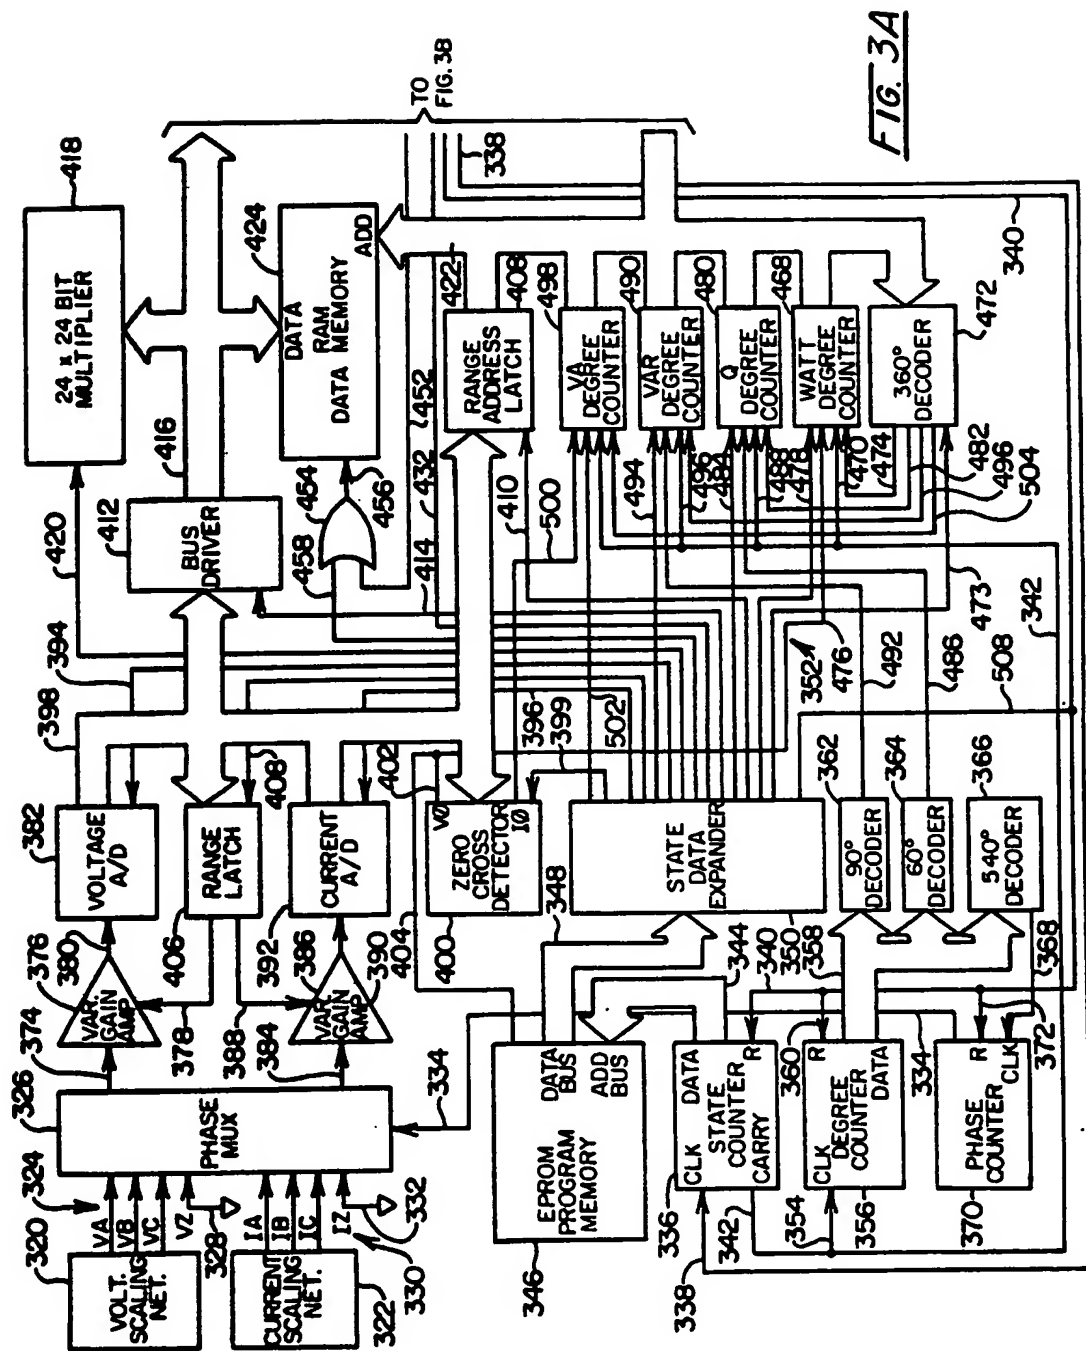 320
VOLT.
SCALING
NET.
VA
VB
VC
VZ
324
328
326
PHASE
MUX
322
CURRENT
SCALING
NET.
IA
IB
IC
IZ
330
332
334
374
376
VAR.
GAIN
AMP
380
378
388
384
386
VAR.
GAIN
AMP
390
382
VOLTAGE
A/D
406
RANGE
LATCH
392
CURRENT
A/D
398
394
408
402
404
400
VØ
ZERO
CROSS
DETECTOR
IØ
396
399
420
412
BUS
DRIVER
416
24 x 24 BIT
MULTIPLIER
418
458
454
456
414
DATA
RAM
DATA MEMORY
ADD
424
452
432
422
TO
FIG. 3B
338
340
410
500
RANGE
ADDRESS
LATCH
408
498
VA
DEGREE
COUNTER
490
VAR
DEGREE
COUNTER
480
Q
DEGREE
COUNTER
468
WATT
DEGREE
COUNTER
360°
DECODER
472
494
496
484
488
478
470
474
482
496
504
473
342
502
352
476
492
486
508
346
EPROM
PROGRAM
MEMORY
DATA
BUS
ADD
BUS
348
STATE
DATA
EXPANDER
350
344
336
CLK
DATA
STATE
COUNTER
CARRY
R
338
342
340
354
356
CLK
DEGREE
COUNTER
DATA
R
360
358
362
90°
DECODER
364
60°
DECODER
366
540°
DECODER
368
334
372
370
PHASE
COUNTER
R
CLK
FIG. 3A